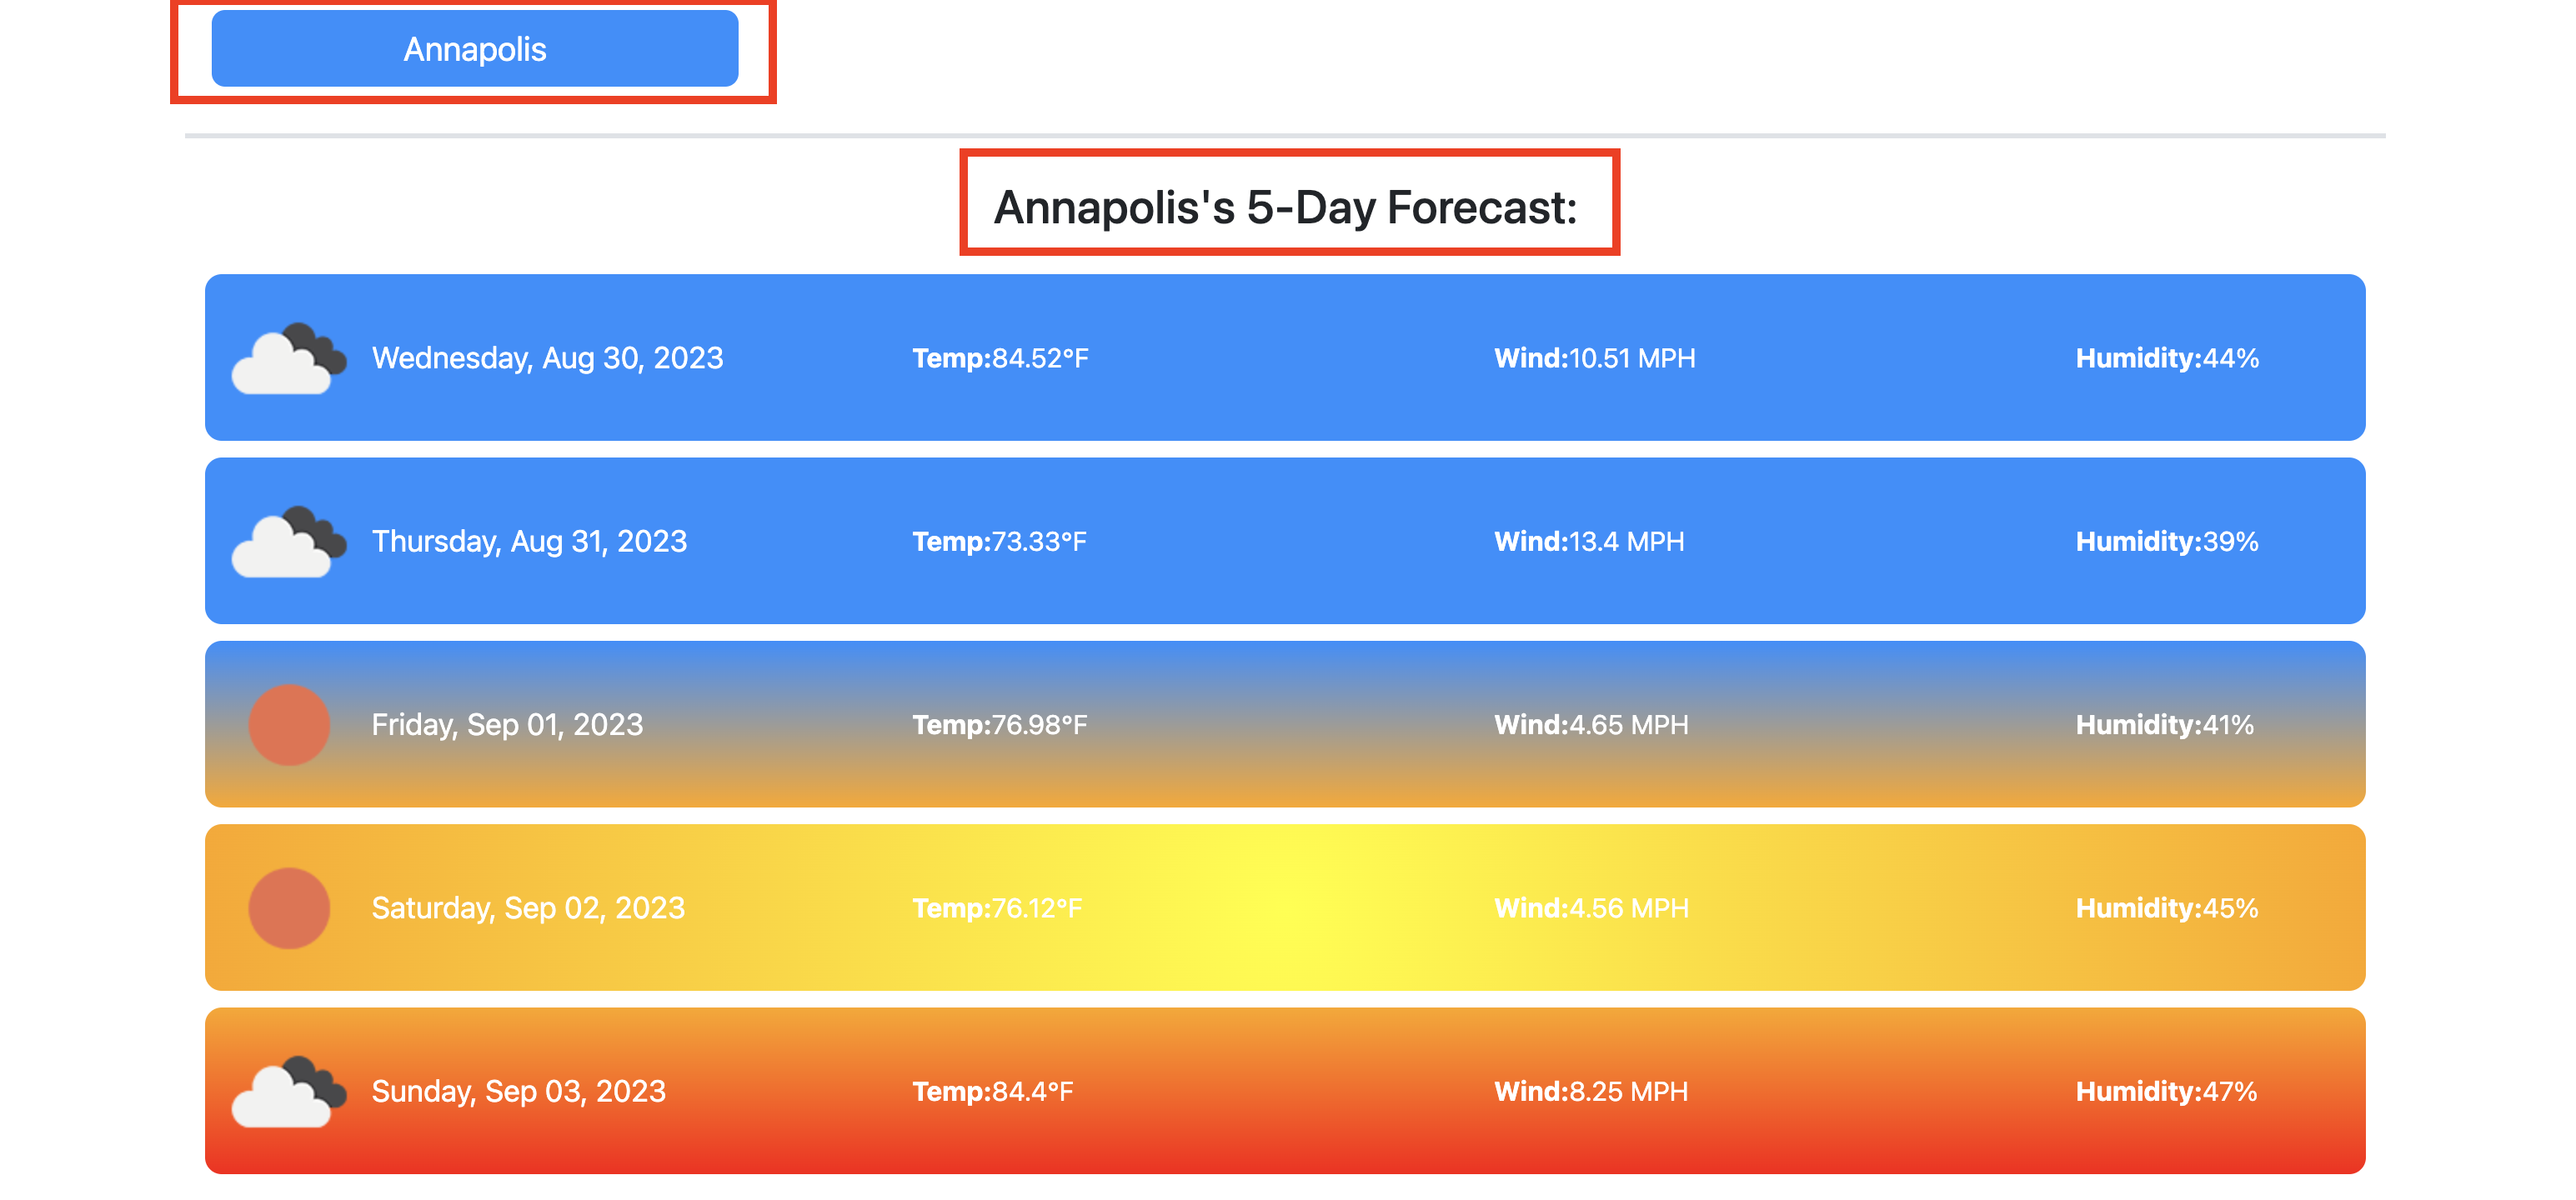 Annapolis
Annapolis's 5-Day Forecast:
Wednesday, Aug 30, 2023 Temp:84.52°F Wind:10.51 MPH Humidity:44%
Thursday, Aug 31, 2023 Temp:73.33°F Wind:13.4 MPH Humidity:39%
Friday, Sep 01, 2023 Temp:76.98°F Wind:4.65 MPH Humidity:41%
Saturday, Sep 02, 2023 Temp:76.12°F Wind:4.56 MPH Humidity:45%
Sunday, Sep 03, 2023 Temp:84.4°F Wind:8.25 MPH Humidity:47%